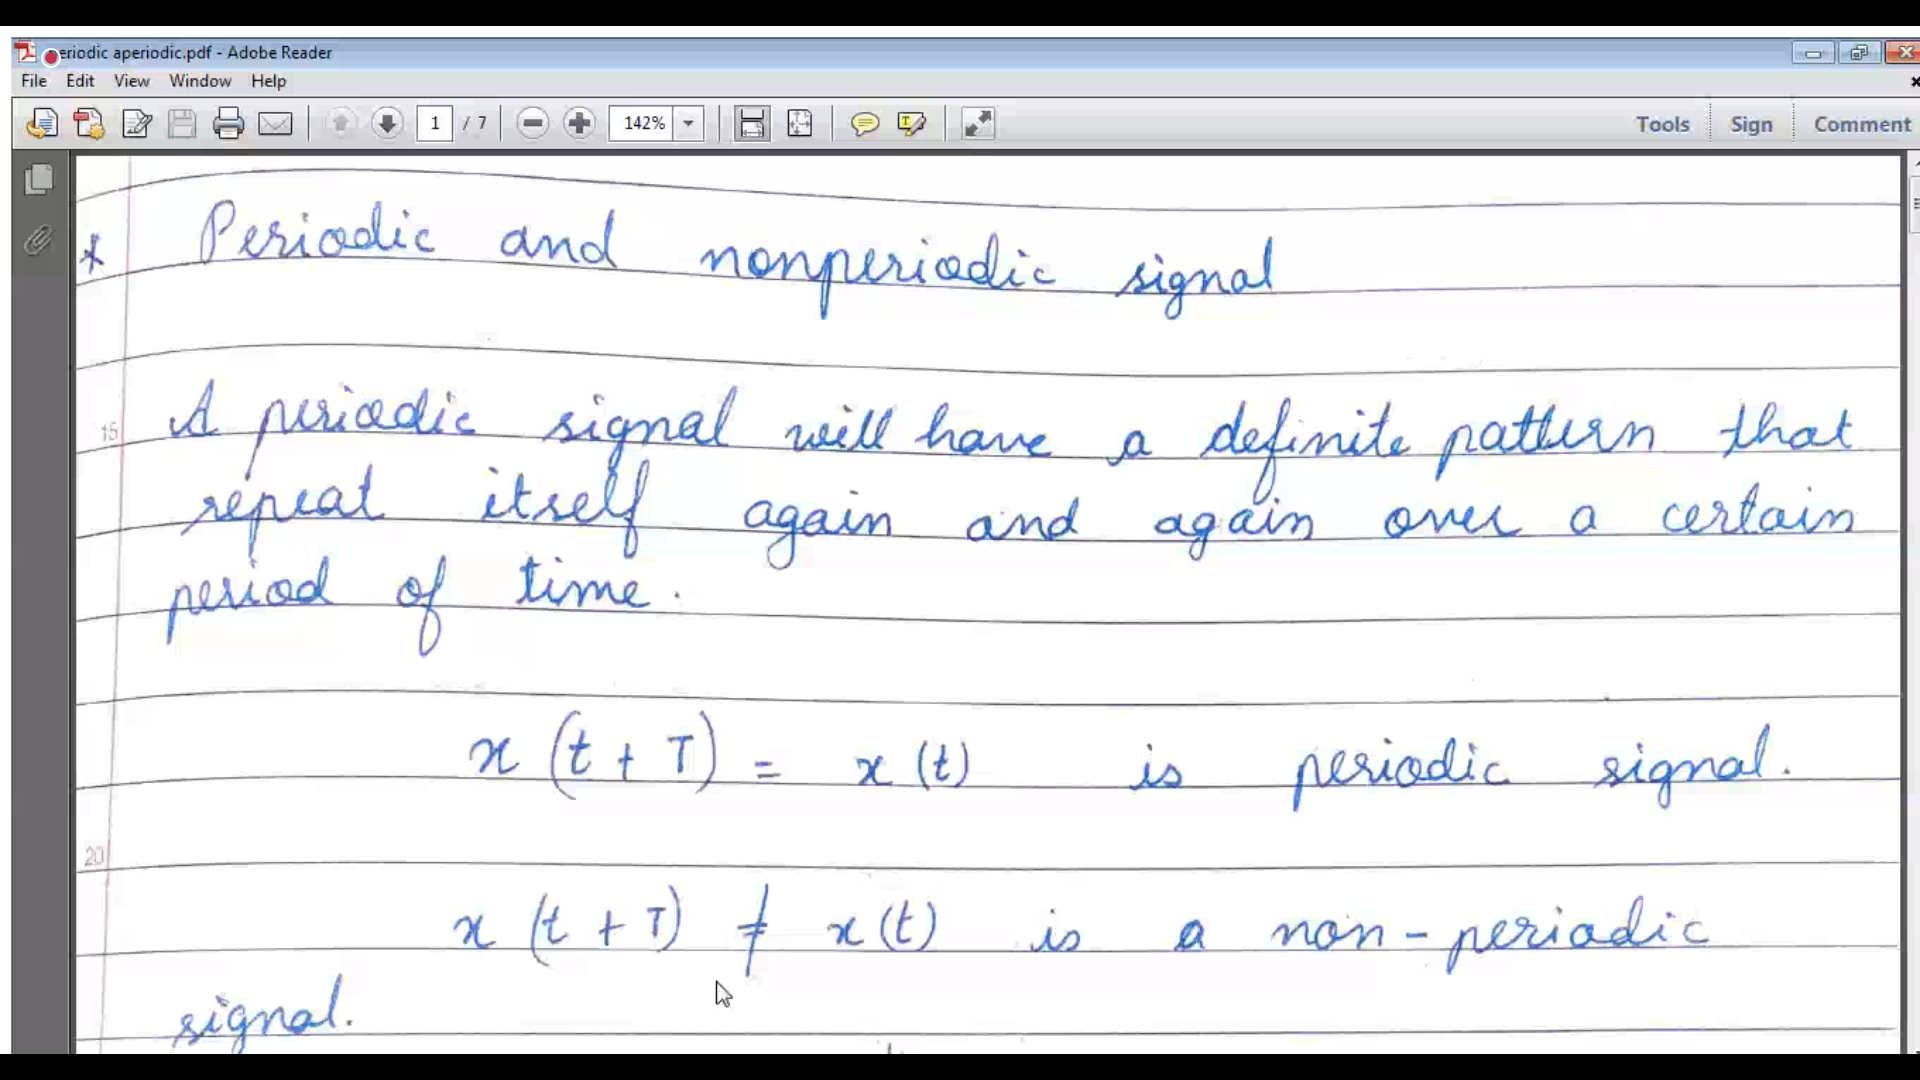 periodic aperiodic.pdf - Adobe Reader
File Edit View Window Help
1 / 7 142% Tools Sign Comment
* Periodic and nonperiodic signal
15 A periodic signal will have a definite pattern that
repeat itself again and again over a certain
period of time.
x (t + T) = x (t) is periodic signal.
20
x (t + T) ≠ x (t) is a non-periodic
signal.